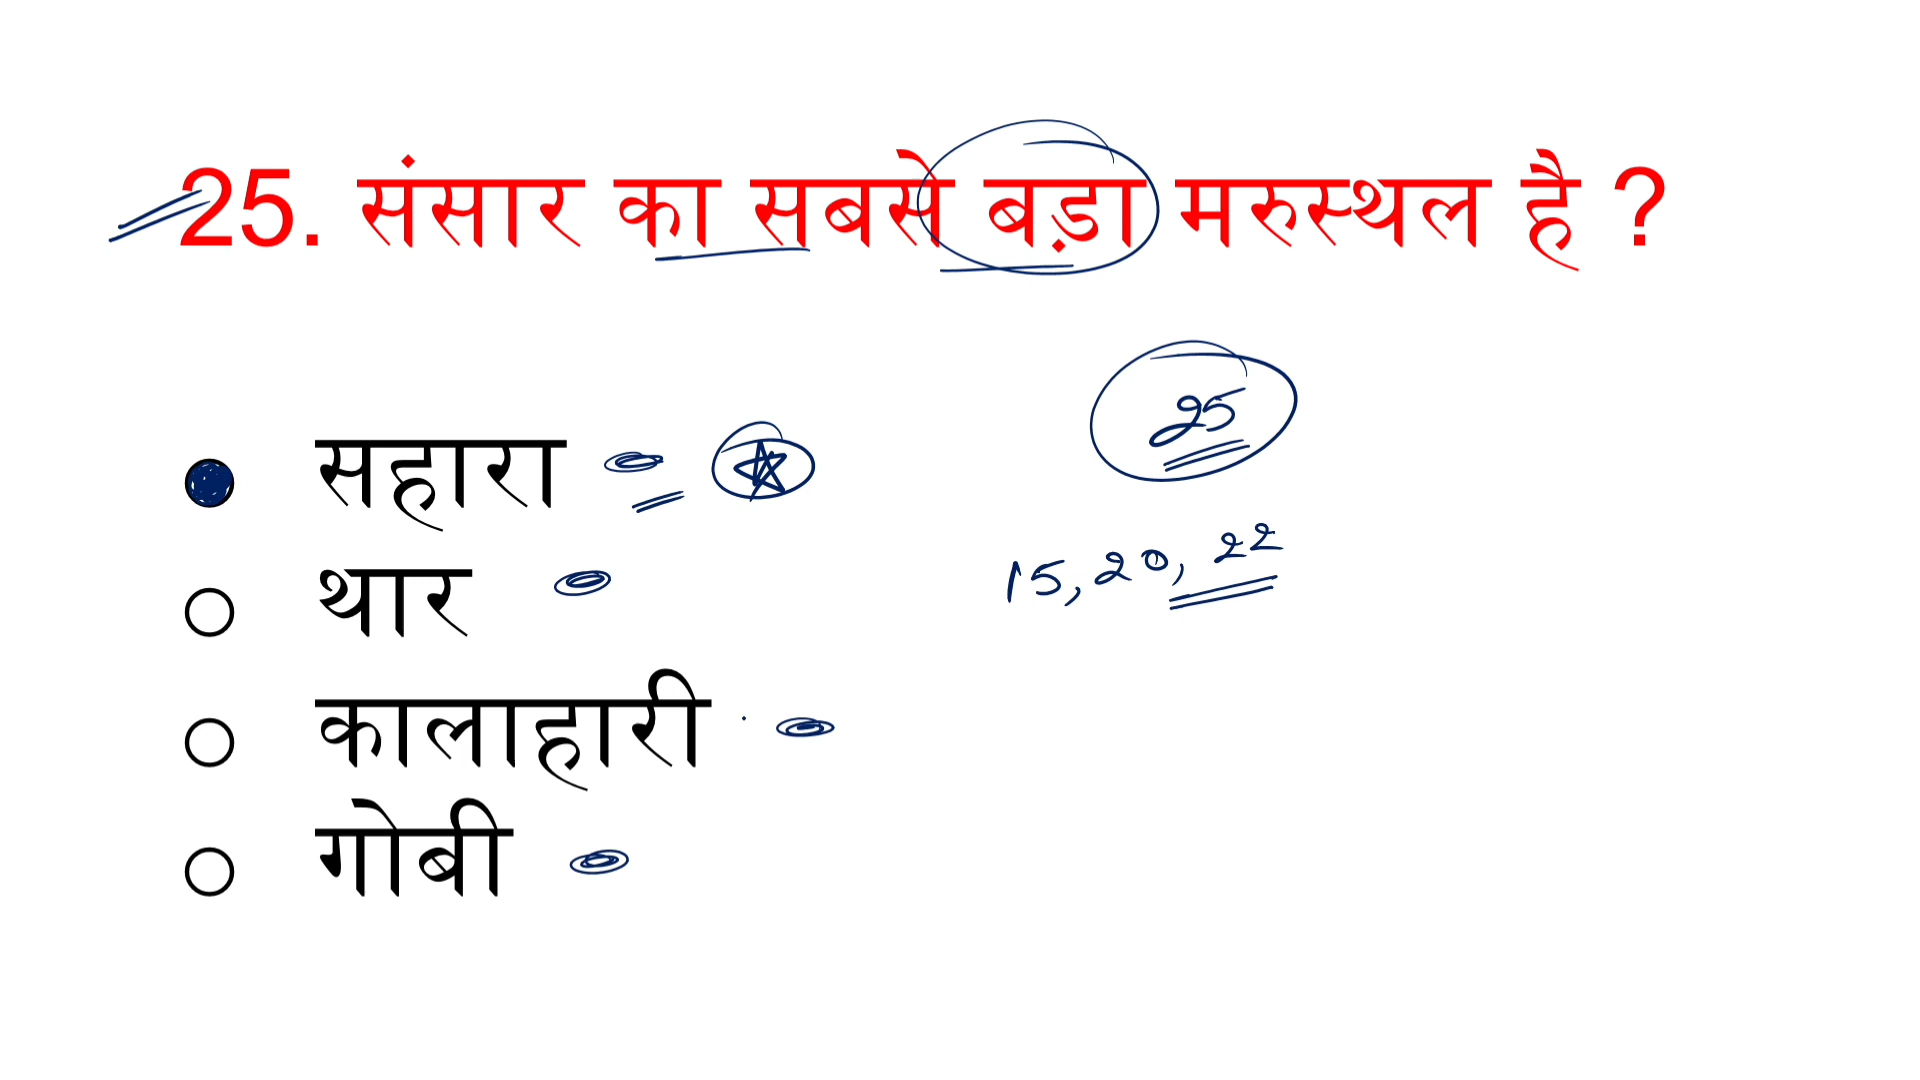 25. संसार का सबसे बड़ा मरुस्थल है ?
सहारा
25
थार
15, 20, 22
कालाहारी
गोबी